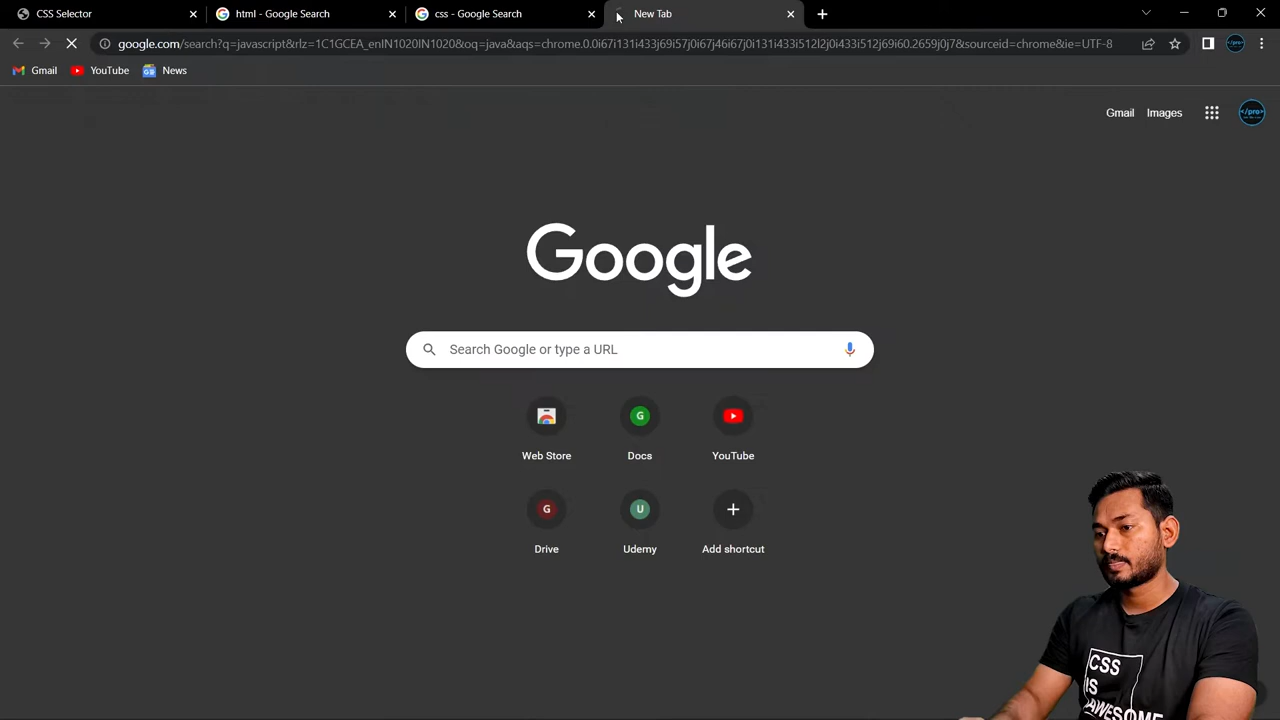 CSS Selector
html - Google Search
css - Google Search
New Tab
google.com/search?q=javascript&rlz=1C1GCEA_enIN1020IN1020&oq=java&aqs=chrome.0.0i67i131i433j69i57j0i67j46i67j0i131i433i512l2j0i433i512j69i60.2659j0j7&sourceid=chrome&ie=UTF-8
Gmail
YouTube
News
Gmail
Images
</pro>
Google
Search Google or type a URL
G
G
Web Store
Docs
YouTube
G
U
Drive
Udemy
Add shortcut
CSS
IS
AWESOME